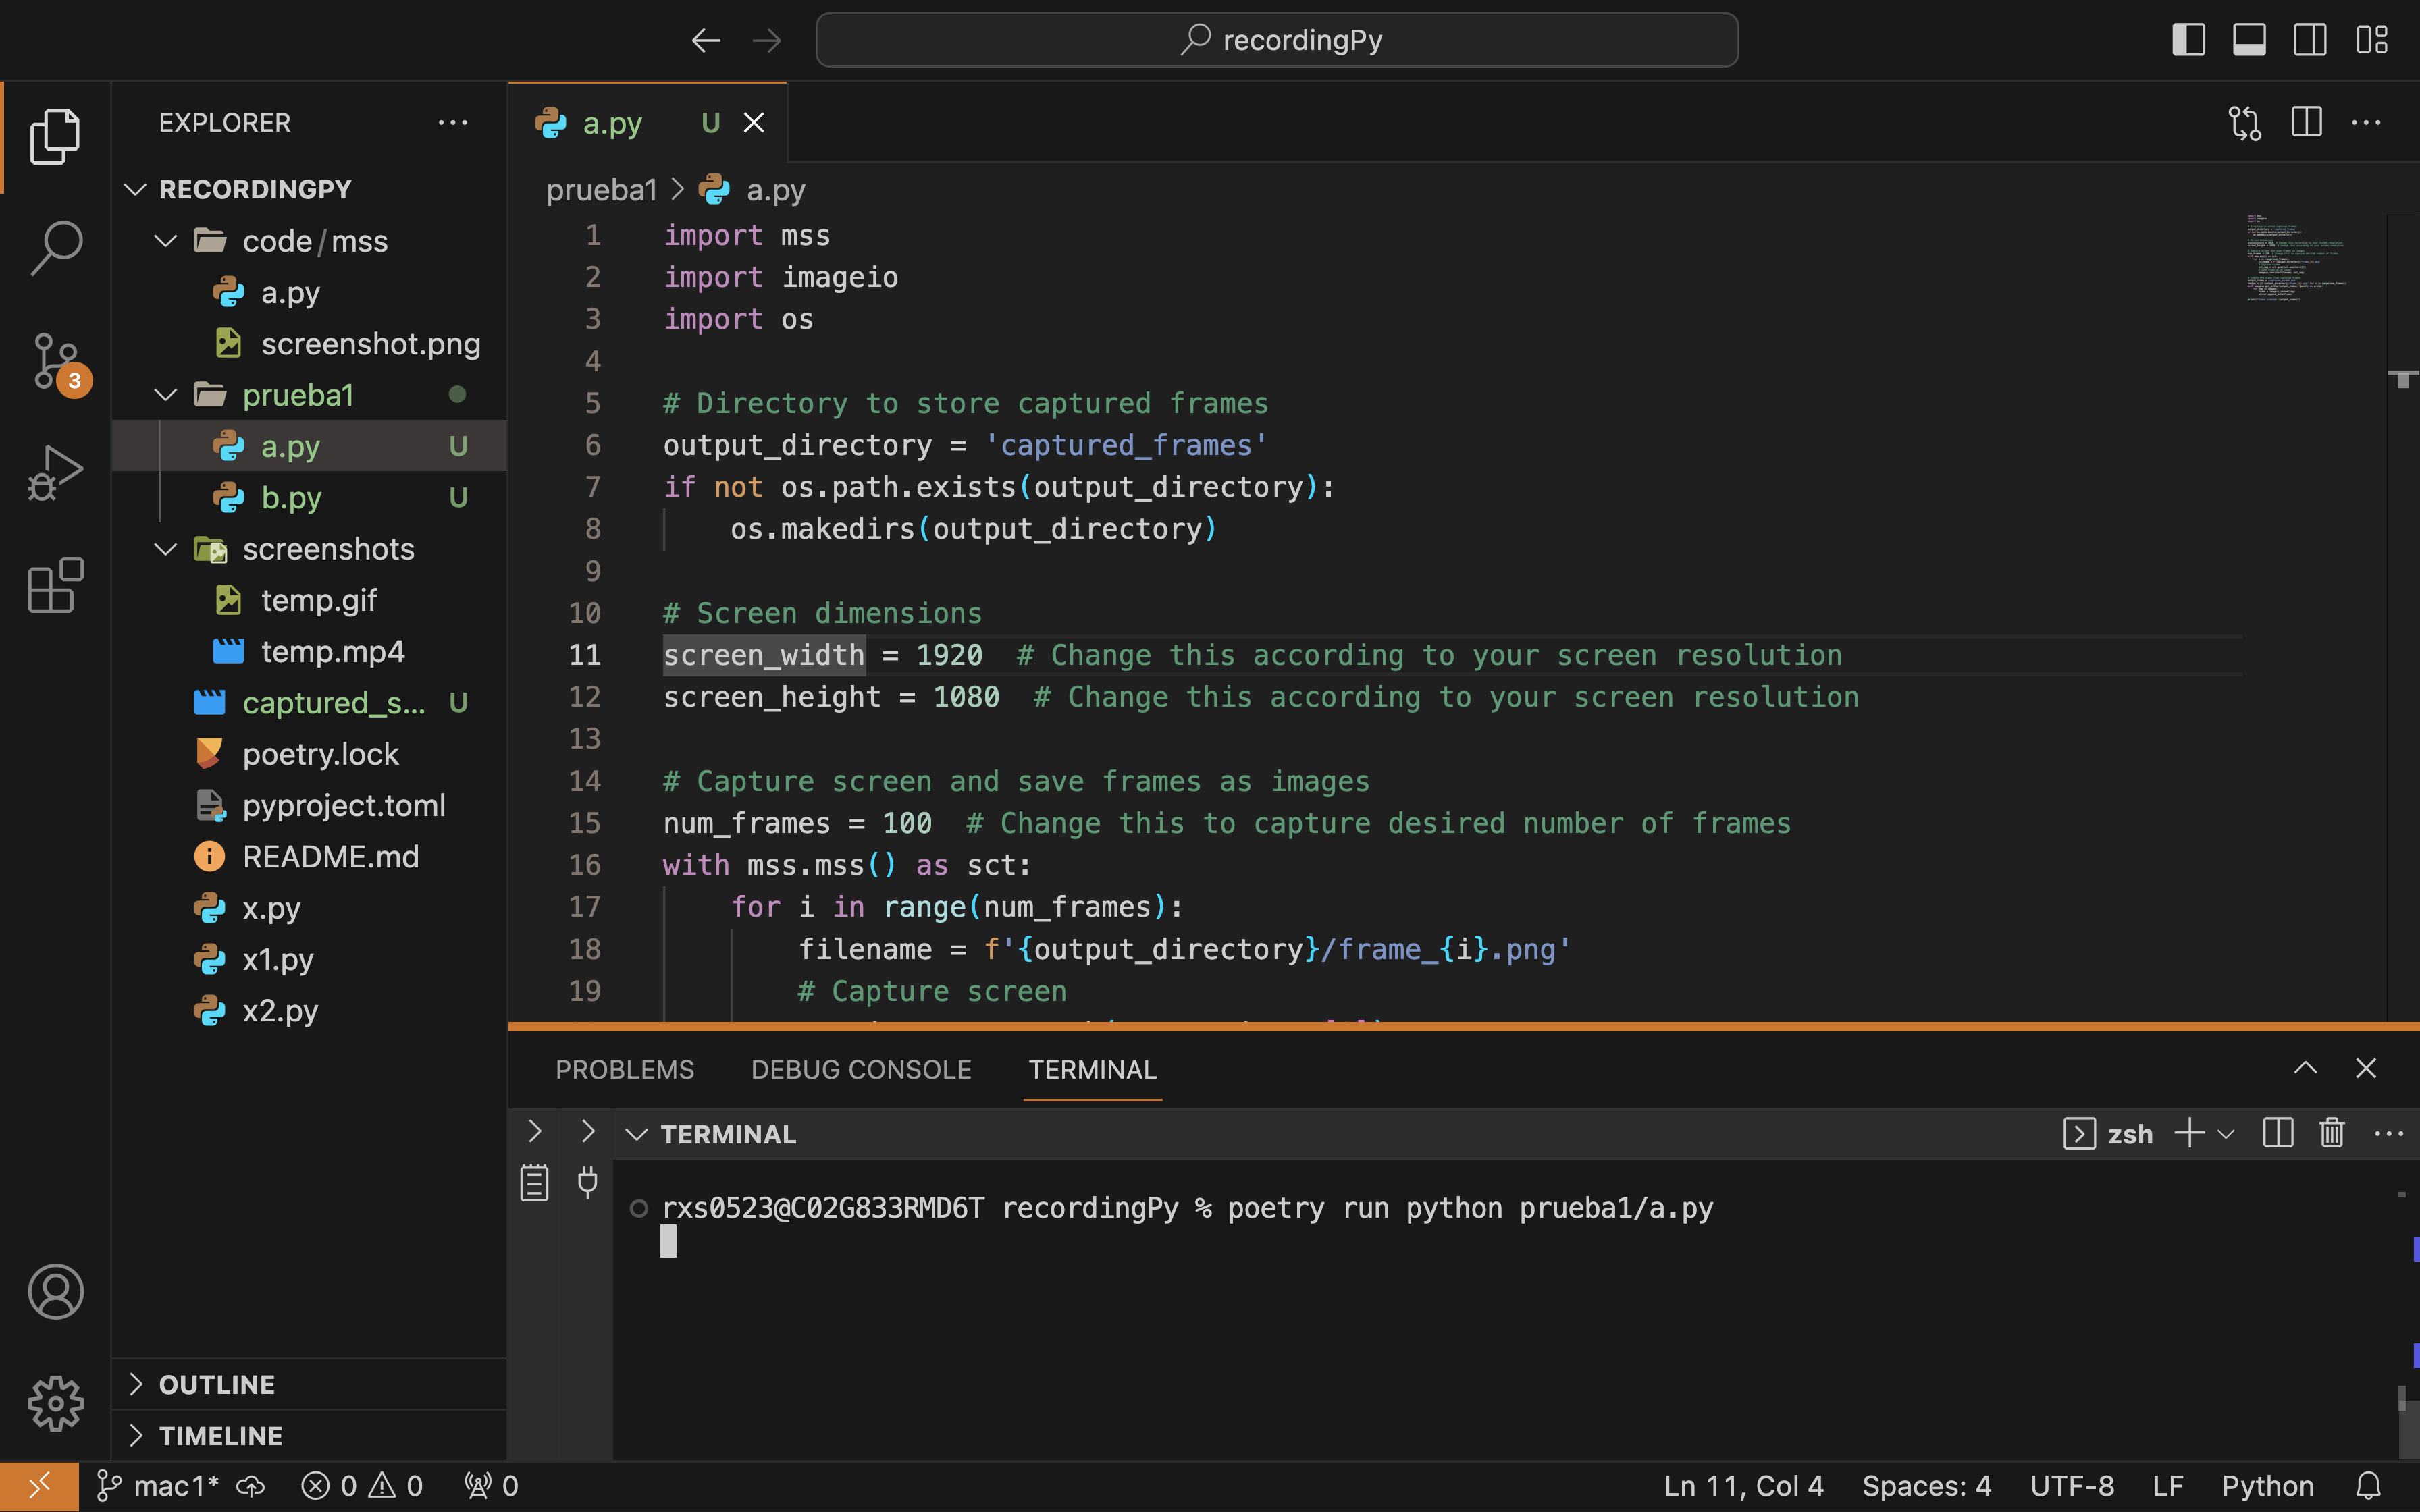 recordingPy
EXPLORER
RECORDINGPY
code/mss
a.py
screenshot.png
prueba1
a.py U
b.py U
screenshots
temp.gif
temp.mp4
captured_s... U
poetry.lock
pyproject.toml
README.md
x.py
x1.py
x2.py
OUTLINE
TIMELINE
3
a.py U
prueba1 > a.py
1 import mss
2 import imageio
3 import os
4
5 # Directory to store captured frames
6 output_directory = 'captured_frames'
7 if not os.path.exists(output_directory):
8 os.makedirs(output_directory)
9
10 # Screen dimensions
11 screen_width = 1920 # Change this according to your screen resolution
12 screen_height = 1080 # Change this according to your screen resolution
13
14 # Capture screen and save frames as images
15 num_frames = 100 # Change this to capture desired number of frames
16 with mss.mss() as sct:
17 for i in range(num_frames):
18 filename = f'{output_directory}/frame_{i}.png'
19 # Capture screen
PROBLEMS DEBUG CONSOLE TERMINAL
TERMINAL zsh
rxs0523@C02G833RMD6T recordingPy % poetry run python prueba1/a.py
mac1* 0 0 0 Ln 11, Col 4 Spaces: 4 UTF-8 LF Python